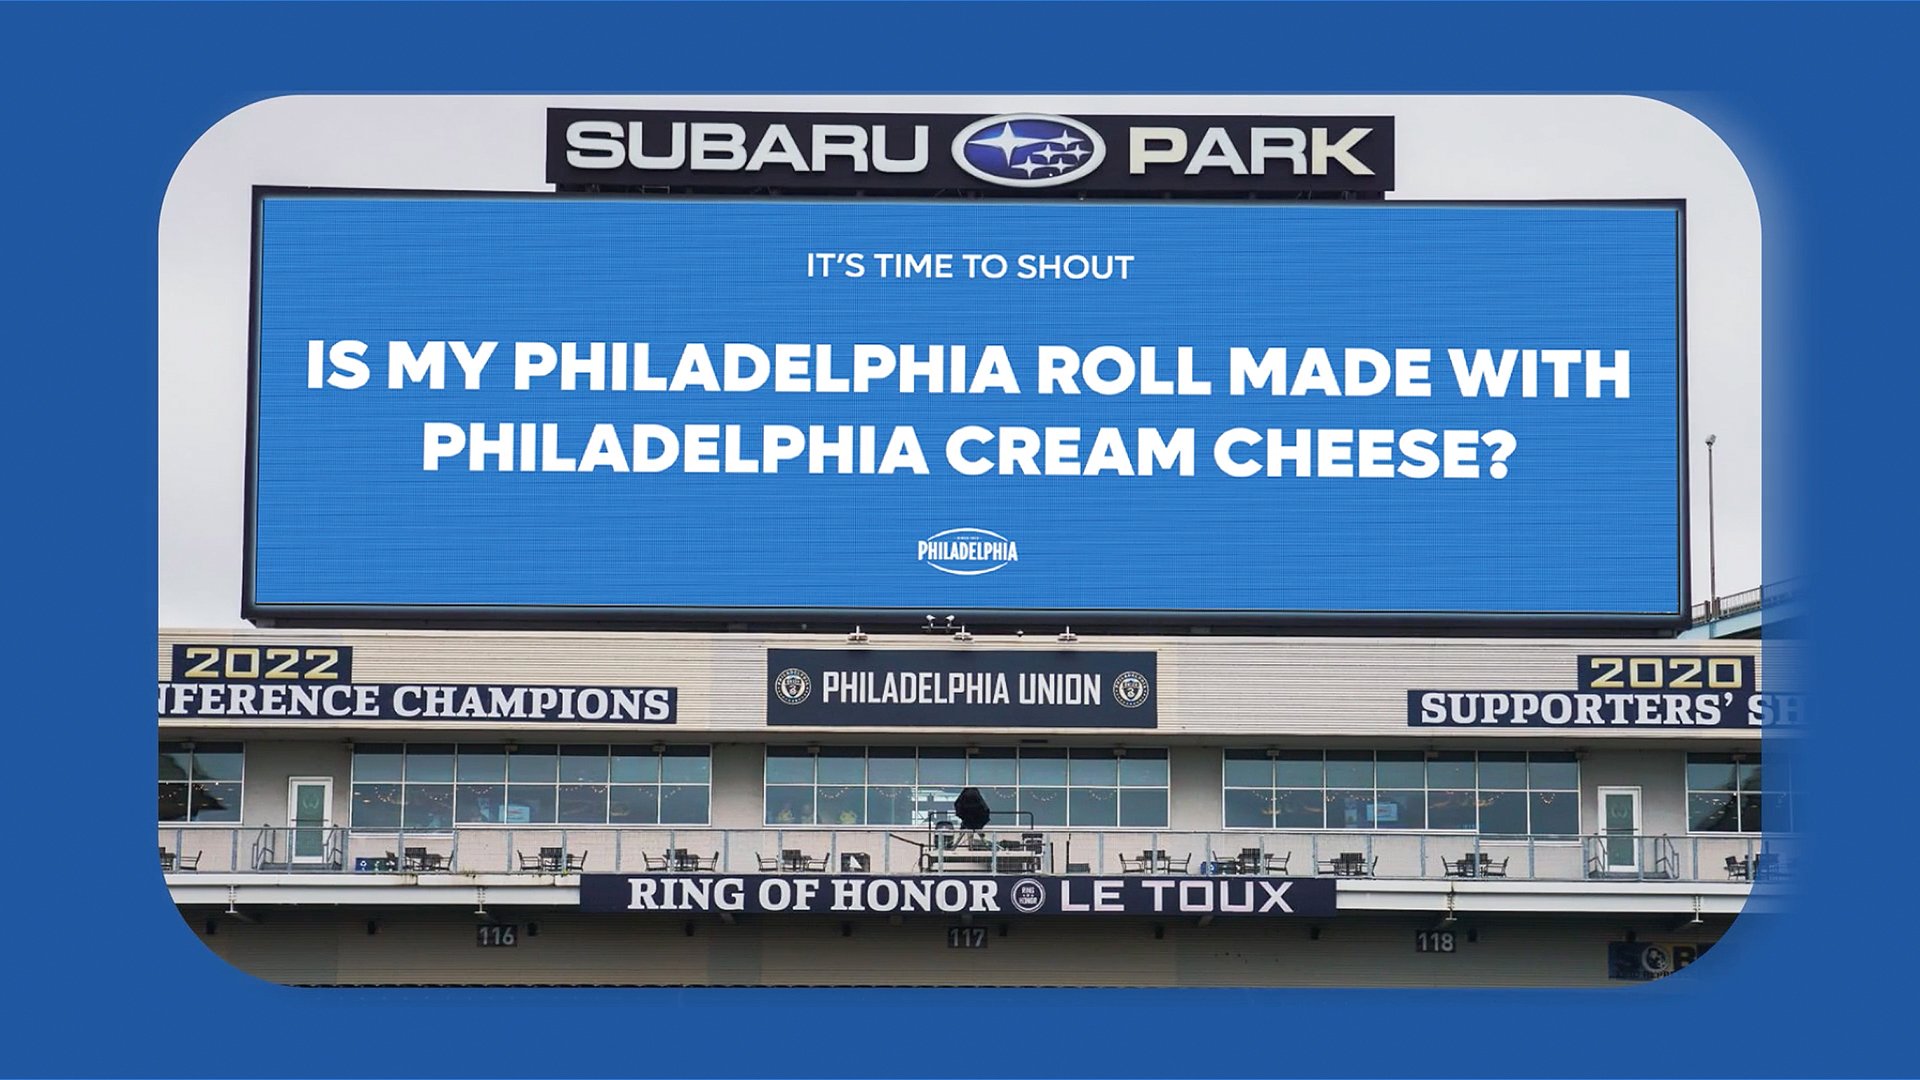 SUBARU PARK
IT'S TIME TO SHOUT
IS MY PHILADELPHIA ROLL MADE WITH
PHILADELPHIA CREAM CHEESE?
PHILADELPHIA
2022
NFERENCE CHAMPIONS
PHILADELPHIA UNION
2020
SUPPORTERS' SH
RING OF HONOR LE TOUX
116
117
118